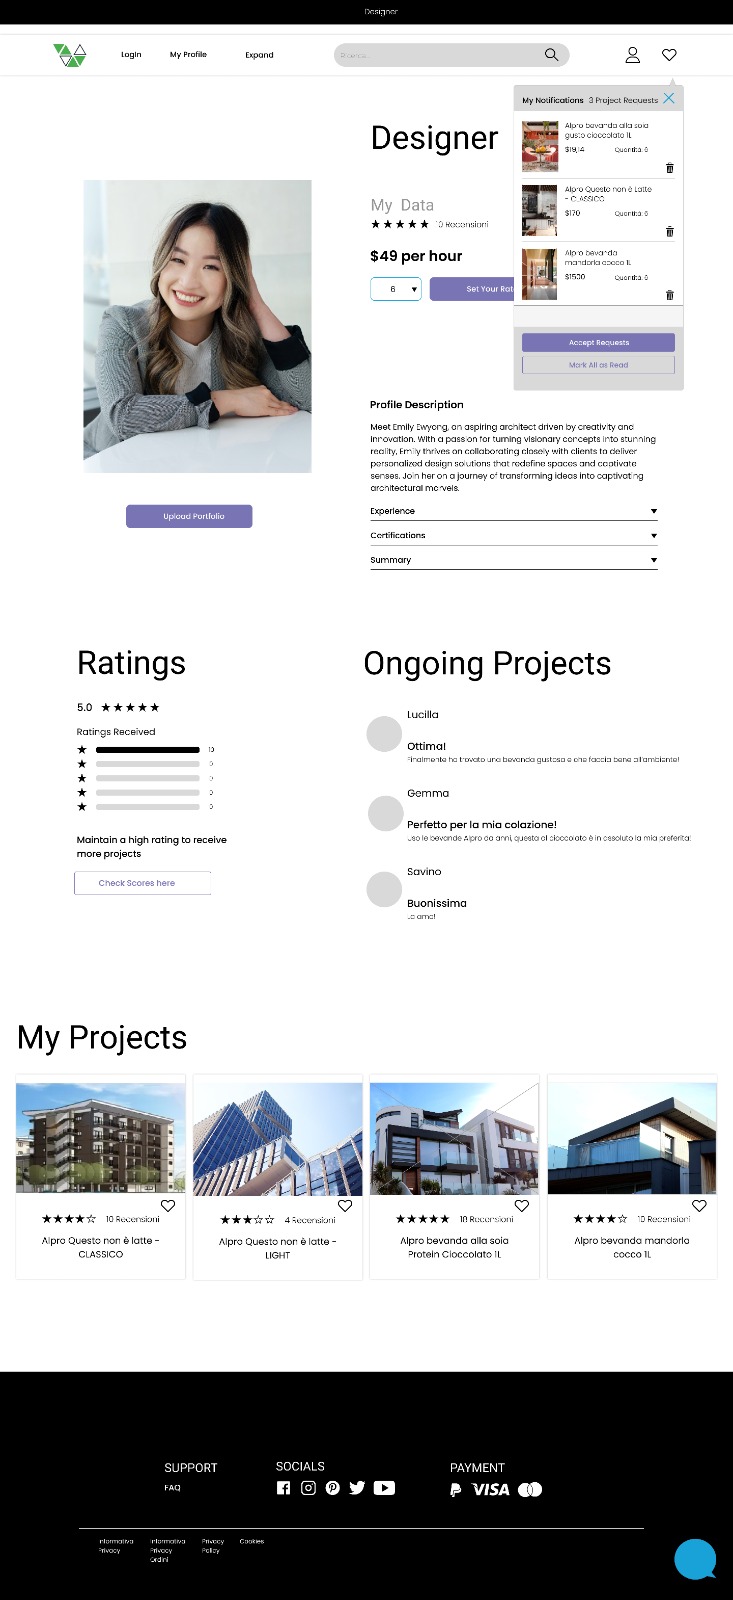 Designer
LogIn
My Profile
Expand
Ricerca...
My Notifications 3 Project Requests
Alpro bevanda alla soia
gusto cioccolato 1L
$19,14 Quantità: 6
Alpro Questo non è Latte
- CLASSICO
$170 Quantità: 6
Alpro bevanda
mandorla cocco 1L
$1500 Quantità: 6
Accept Requests
Mark All as Read
Designer
My Data
10 Recensioni
$49 per hour
6
Set Your Rat
Profile Description
Meet Emily Ewyong, an aspiring architect driven by creativity and
innovation. With a passion for turning visionary concepts into stunning
reality, Emily thrives on collaborating closely with clients to deliver
personalized design solutions that redefine spaces and captivate
senses. Join her on a journey of transforming ideas into captivating
architectural marvels.
Upload Portfolio
Experience
Certifications
Summary
Ratings
5.0
Ratings Received
10
0
0
0
0
Maintain a high rating to receive
more projects
Check Scores here
Ongoing Projects
Lucilla
Ottima!
Finalmente ho trovato una bevanda gustosa e che faccia bene all'ambiente!
Gemma
Perfetto per la mia colazione!
Uso le bevande Alpro da anni, questa al cioccolato è in assoluto la mia preferita!
Savino
Buonissima
La amo!
My Projects
10 Recensioni
Alpro Questo non è latte -
CLASSICO
4 Recensioni
Alpro Questo non è latte -
LIGHT
18 Recensioni
Alpro bevanda alla soia
Protein Cioccolato 1L
10 Recensioni
Alpro bevanda mandorla
cocco 1L
SUPPORT
FAQ
SOCIALS
PAYMENT
VISA
Informativa
Privacy
Informativa
Privacy
Ordini
Privacy
Policy
Cookies